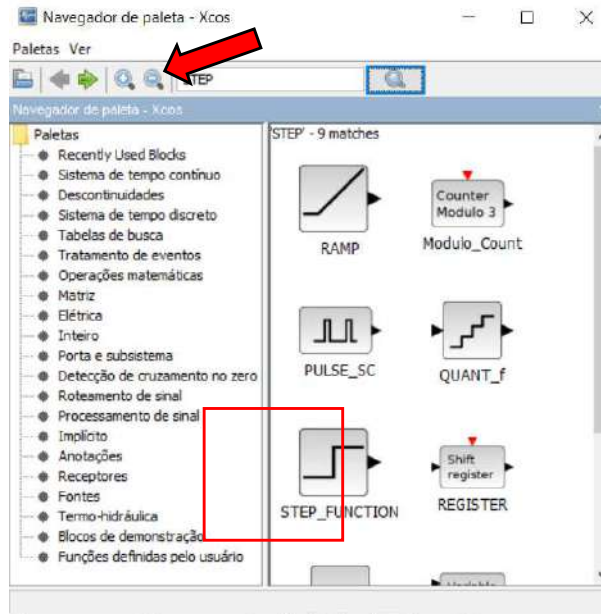 Navegador de paleta - Xcos
Paletas Ver
STEP
Navegador de paleta - Xcos
Paletas
Recently Used Blocks
Sistema de tempo contínuo
Descontinuidades
Sistema de tempo discreto
Tabelas de busca
Tratamento de eventos
Operações matemáticas
Matriz
Elétrica
Inteiro
Porta e subsistema
Detecção de cruzamento no zero
Roteamento de sinal
Processamento de sinal
Implícito
Anotações
Receptores
Fontes
Termo-hidráulica
Blocos de demonstração
Funções definidas pelo usuário
'STEP' - 9 matches
RAMP
Counter
Modulo 3
Modulo_Count
PULSE_SC
QUANT_f
STEP_FUNCTION
Shift
register
REGISTER